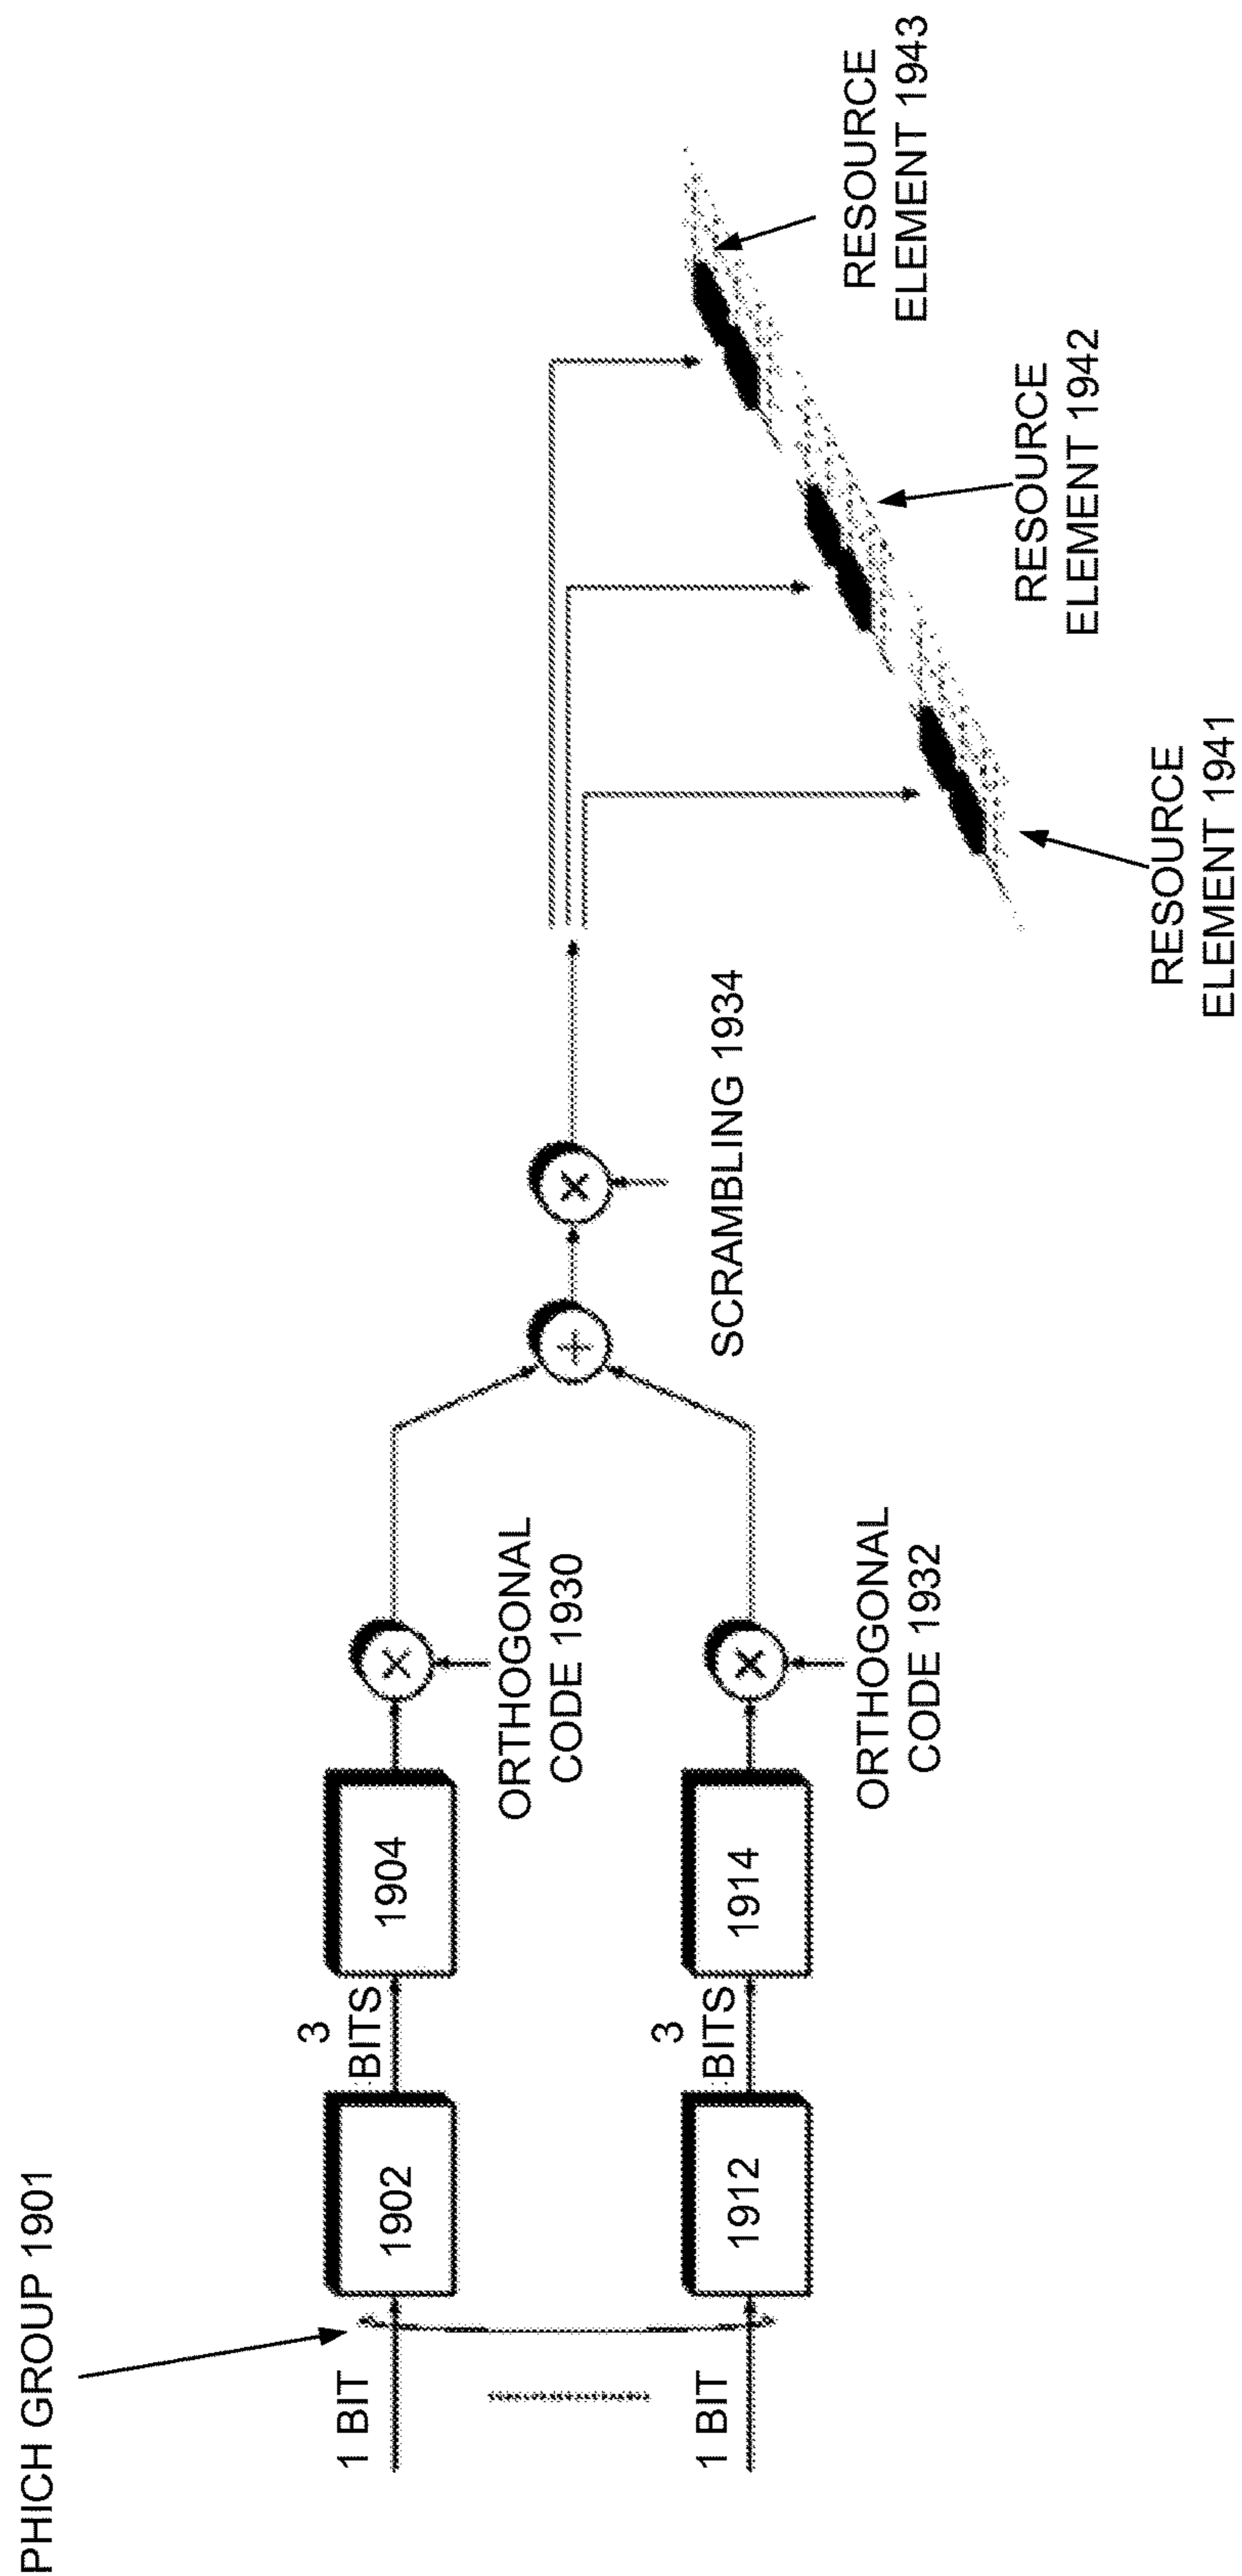 PHICH GROUP 1901
1 BIT
1902
3
BITS
1904
ORTHOGONAL
CODE 1930
1 BIT
1912
3
BITS
1914
ORTHOGONAL
CODE 1932
+
×
×
×
SCRAMBLING 1934
RESOURCE
ELEMENT 1941
RESOURCE
ELEMENT 1942
RESOURCE
ELEMENT 1943